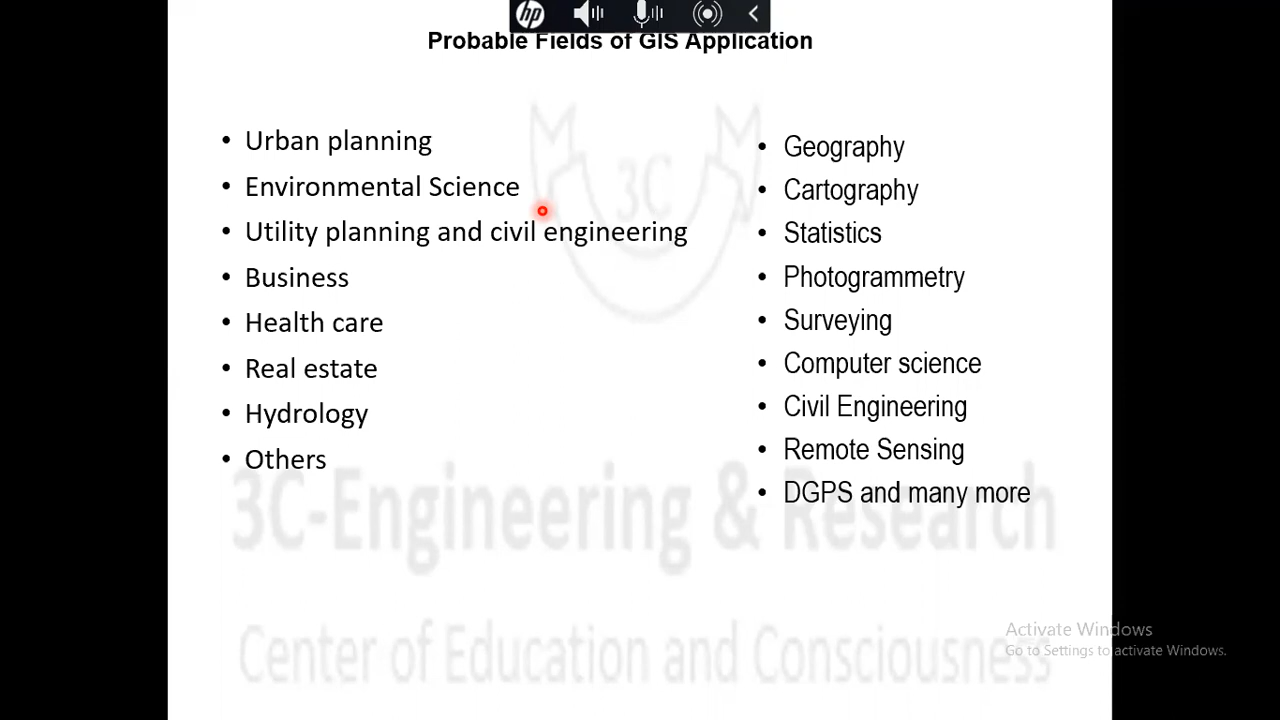 hp
Probable Fields of GIS Application
• Urban planning
• Environmental Science
• Utility planning and civil engineering
• Business
• Health care
• Real estate
• Hydrology
• Others
• Geography
• Cartography
• Statistics
• Photogrammetry
• Surveying
• Computer science
• Civil Engineering
• Remote Sensing
• DGPS and many more
3C
3C-Engineering & Research
Center of Education and Consciousness
Activate Windows
Go to Settings to activate Windows.